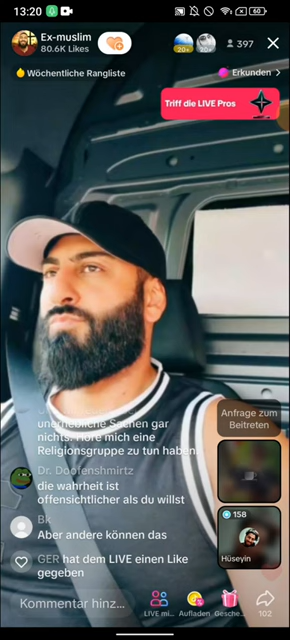 13:20
60
Ex-muslim
80.6K Likes
20+
20+
397
Wöchentliche Rangliste
Erkunden
Triff die LIVE Pros
unerhebliche Sachen gar
nichts. Höre mich eine
Religionsgruppe zu tun haben.
Anfrage zum
Beitreten
Dr. Doofenshmirtz
die wahrheit ist
offensichtlicher als du willst
158
Bk
Aber andere können das
Hüseyin
GER hat dem LIVE einen Like
gegeben
Kommentar hinz...
LIVE mi...
Aufladen
Gesche...
102